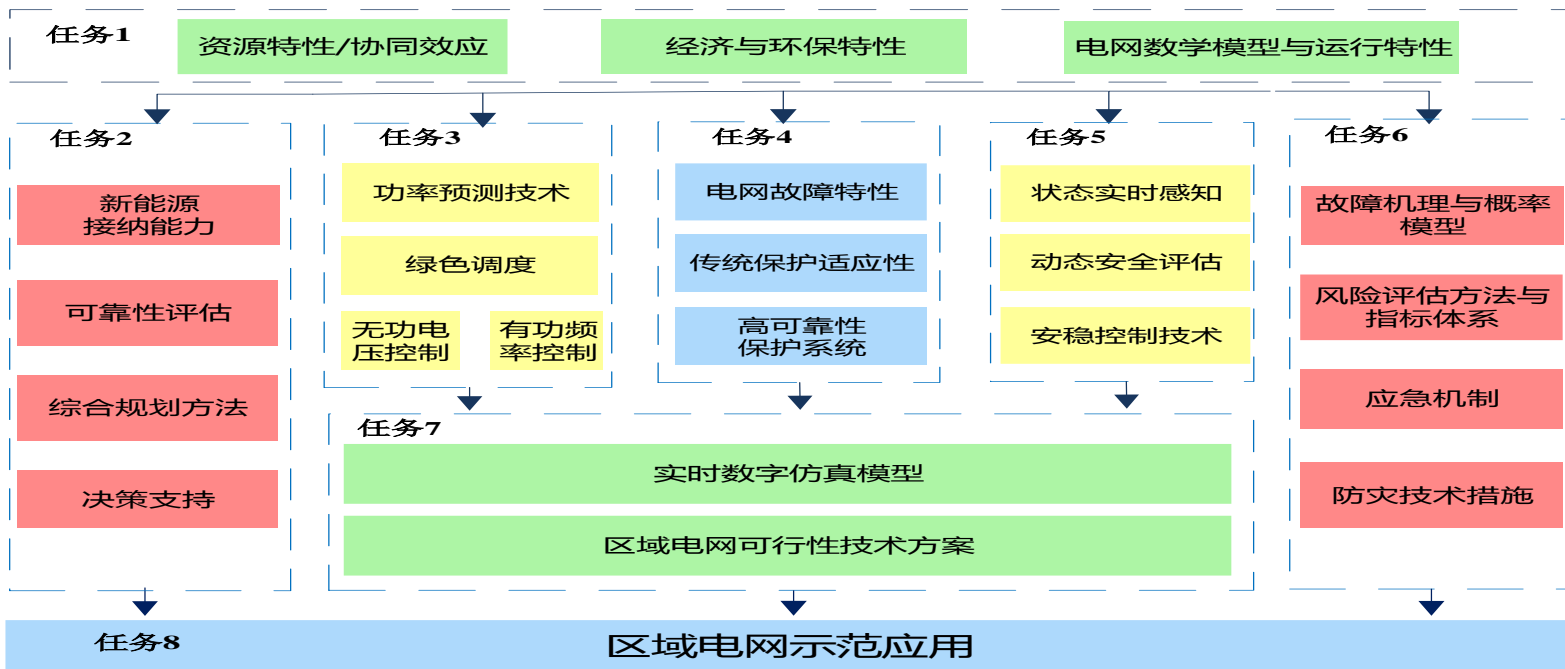 任务1
资源特性/协同效应
经济与环保特性
电网数学模型与运行特性
任务2
新能源
接纳能力
可靠性评估
综合规划方法
决策支持
任务3
功率预测技术
绿色调度
无功电
压控制
有功频
率控制
任务4
电网故障特性
传统保护适应性
高可靠性
保护系统
任务5
状态实时感知
动态安全评估
安稳控制技术
任务6
故障机理与概率
模型
风险评估方法与
指标体系
应急机制
防灾技术措施
任务7
实时数字仿真模型
区域电网可行性技术方案
任务8
区域电网示范应用